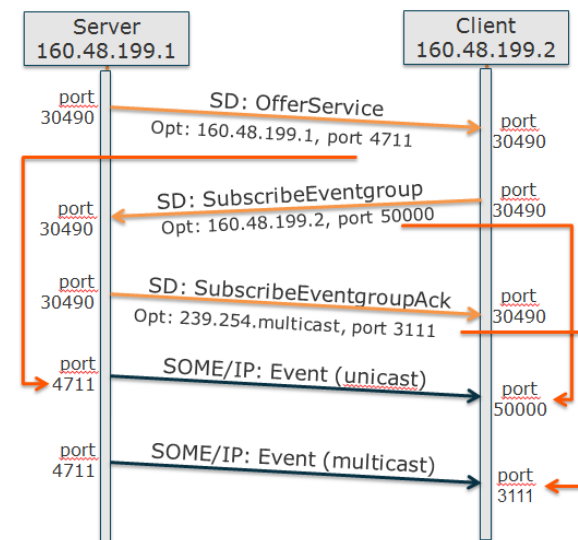 Server
160.48.199.1
Client
160.48.199.2
port
30490
SD: OfferService
Opt: 160.48.199.1, port 4711
port
30490
port
30490
SD: SubscribeEventgroup
Opt: 160.48.199.2, port 50000
port
30490
port
30490
SD: SubscribeEventgroupAck
Opt: 239.254.multicast, port 3111
port
30490
port
4711
SOME/IP: Event (unicast)
port
50000
port
4711
SOME/IP: Event (multicast)
port
3111